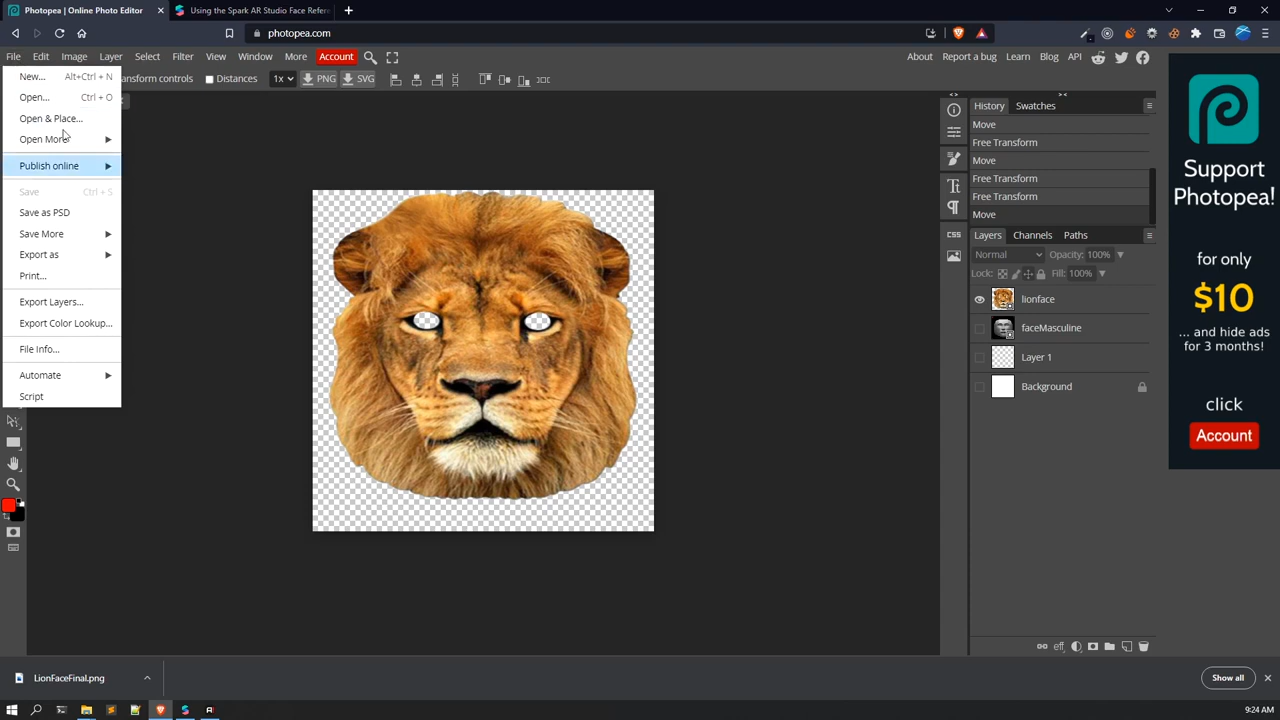 Photopea | Online Photo Editor
Using the Spark AR Studio Face Refere
photopea.com
File Edit Image Layer Select Filter View Window More Account
About Report a bug Learn Blog API
New... Alt+Ctrl + N
ansform controls Distances 1x PNG SVG
Open... Ctrl + O
Open & Place...
Open More
Publish online
Save Ctrl + S
Save as PSD
Save More
Export as
Print...
Export Layers...
Export Color Lookup...
File Info...
Automate
Script
History Swatches
Move
Free Transform
Move
Free Transform
Free Transform
Move
Layers Channels Paths
Normal Opacity: 100%
Lock: Fill: 100%
lionface
faceMasculine
Layer 1
Background
CSS
eff
Support
Photopea!
for only
$10
... and hide ads
for 3 months!
click
Account
LionFaceFinal.png
Show all
9:24 AM